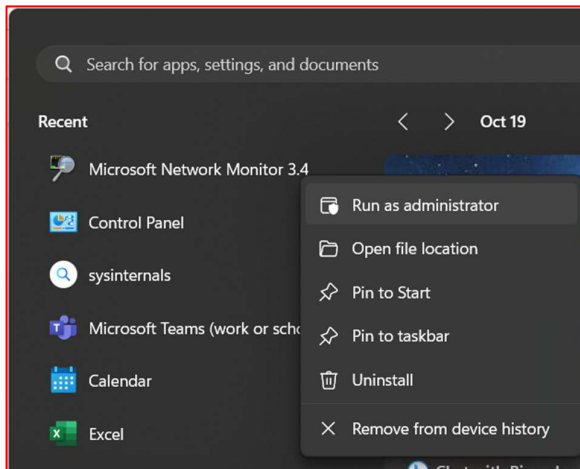 Search for apps, settings, and documents
Recent
Oct 19
Microsoft Network Monitor 3.4
Run as administrator
Control Panel
Open file location
sysinternals
Pin to Start
Microsoft Teams (work or scho
Pin to taskbar
Calendar
Uninstall
Excel
Remove from device history